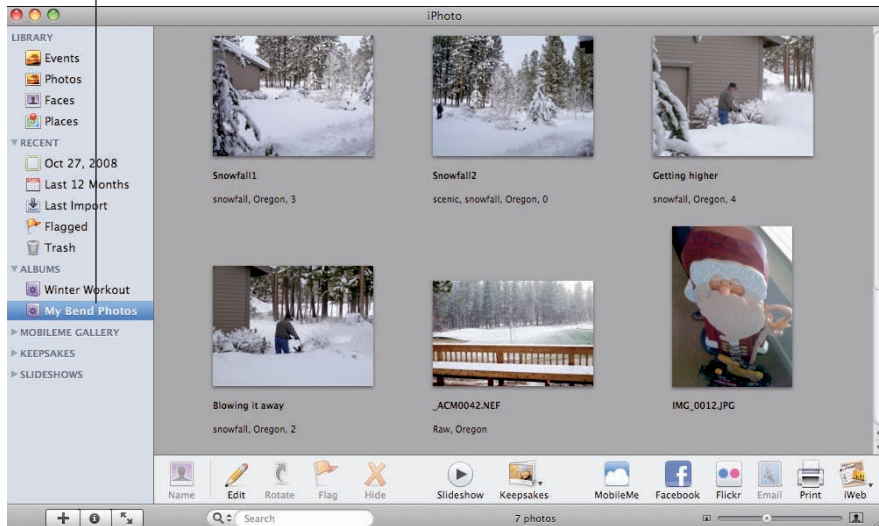 iPhoto
LIBRARY
Events
Photos
Faces
Places
RECENT
Oct 27, 2008
Last 12 Months
Last Import
Flagged
Trash
ALBUMS
Winter Workout
My Bend Photos
MOBILEME GALLERY
KEEPSAKES
SLIDESHOWS
Snowfall1
snowfall, Oregon, 3
Snowfall2
scenic, snowfall, Oregon, 0
Getting higher
snowfall, Oregon, 4
Blowing it away
snowfall, Oregon, 2
_ACM0042.NEF
Raw, Oregon
IMG_0012.JPG
Name Edit Rotate Flag Hide Slideshow Keepsakes MobileMe Facebook Flickr Email Print iWeb
Search 7 photos